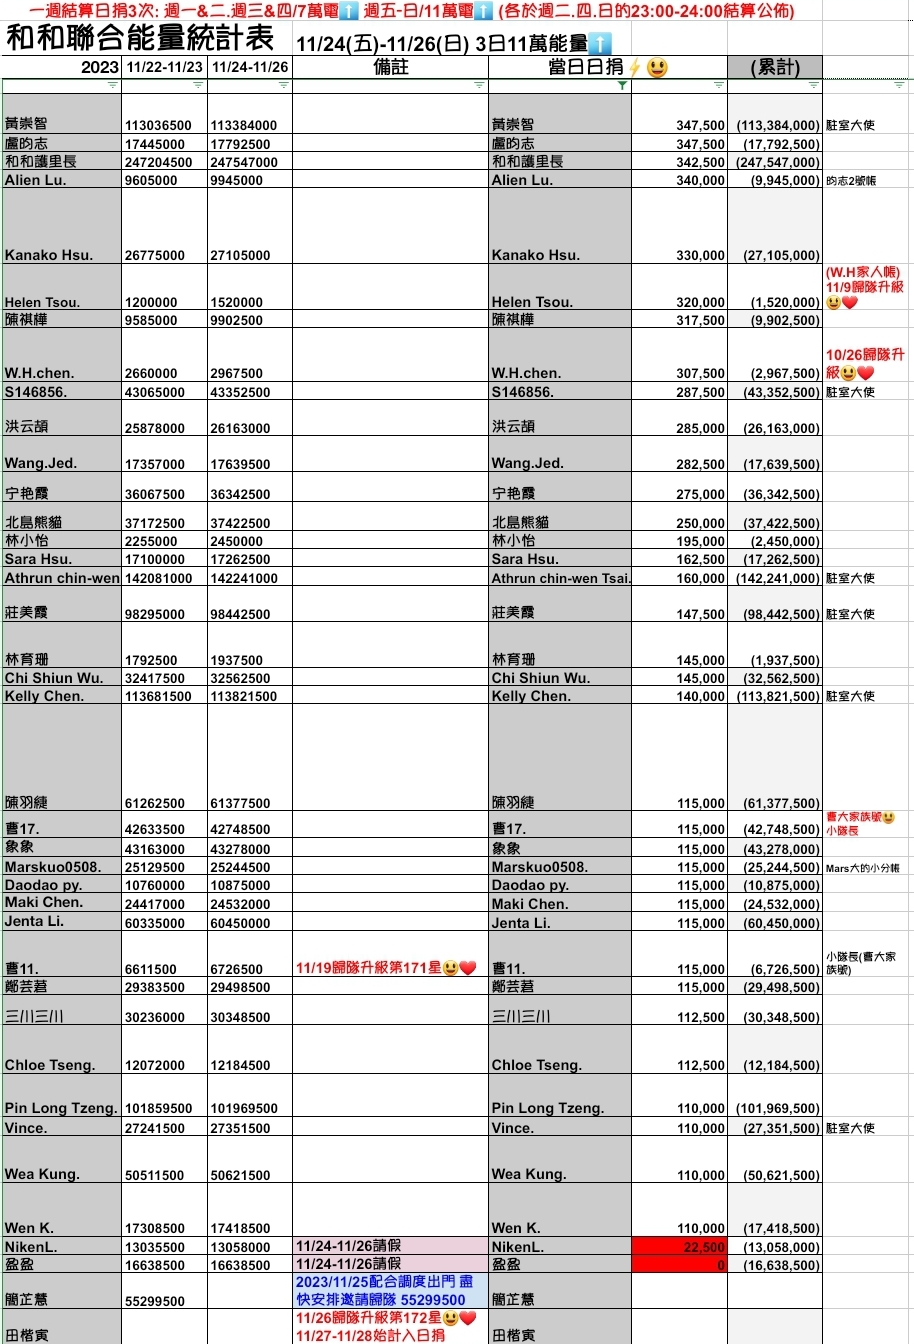 一週結算日捐3次: 週一&二.週三&四/7萬電⬆️ 週五-日/11萬電⬆️ (各於週二.四.日的23:00-24:00結算公佈)
和和聯合能量統計表 11/24(五)-11/26(日) 3日11萬能量⬆️
2023 11/22-11/23 11/24-11/26 備註 當日日捐⚡😃 (累計)
黃崇智 113036500 113384000 黃崇智 347,500 (113,384,000) 駐室大使
盧昀志 17445000 17792500 盧昀志 347,500 (17,792,500)
和和護里長 247204500 247547000 和和護里長 342,500 (247,547,000)
Alien Lu. 9605000 9945000 Alien Lu. 340,000 (9,945,000) 昀志2號帳
Kanako Hsu. 26775000 27105000 Kanako Hsu. 330,000 (27,105,000)
(W.H家人帳)
11/9歸隊升級
😃❤️
Helen Tsou. 1200000 1520000 Helen Tsou. 320,000 (1,520,000)
陳祺樺 9585000 9902500 陳祺樺 317,500 (9,902,500)
10/26歸隊升
級😃❤️
W.H.chen. 2660000 2967500 W.H.chen. 307,500 (2,967,500)
S146856. 43065000 43352500 S146856. 287,500 (43,352,500) 駐室大使
洪云頡 25878000 26163000 洪云頡 285,000 (26,163,000)
Wang.Jed. 17357000 17639500 Wang.Jed. 282,500 (17,639,500)
宁艳霞 36067500 36342500 宁艳霞 275,000 (36,342,500)
北島熊貓 37172500 37422500 北島熊貓 250,000 (37,422,500)
林小怡 2255000 2450000 林小怡 195,000 (2,450,000)
Sara Hsu. 17100000 17262500 Sara Hsu. 162,500 (17,262,500)
Athrun chin-wen 142081000 142241000 Athrun chin-wen Tsai. 160,000 (142,241,000) 駐室大使
莊美霞 98295000 98442500 莊美霞 147,500 (98,442,500) 駐室大使
林育珊 1792500 1937500 林育珊 145,000 (1,937,500)
Chi Shiun Wu. 32417500 32562500 Chi Shiun Wu. 145,000 (32,562,500)
Kelly Chen. 113681500 113821500 Kelly Chen. 140,000 (113,821,500) 駐室大使
陳羽緁 61262500 61377500 陳羽緁 115,000 (61,377,500)
曹大家族號😃
小隊長
曹17. 42633500 42748500 曹17. 115,000 (42,748,500)
象象 43163000 43278000 象象 115,000 (43,278,000)
Marskuo0508. 25129500 25244500 Marskuo0508. 115,000 (25,244,500) Mars大的小分帳
Daodao py. 10760000 10875000 Daodao py. 115,000 (10,875,000)
Maki Chen. 24417000 24532000 Maki Chen. 115,000 (24,532,000)
Jenta Li. 60335000 60450000 Jenta Li. 115,000 (60,450,000)
曹11. 6611500 6726500 11/19歸隊升級第171星😃❤️ 曹11. 115,000 (6,726,500)
小隊長(曹大家
族號)
鄭芸莙 29383500 29498500 鄭芸莙 115,000 (29,498,500)
三川三川 30236000 30348500 三川三川 112,500 (30,348,500)
Chloe Tseng. 12072000 12184500 Chloe Tseng. 112,500 (12,184,500)
Pin Long Tzeng. 101859500 101969500 Pin Long Tzeng. 110,000 (101,969,500)
Vince. 27241500 27351500 Vince. 110,000 (27,351,500) 駐室大使
Wea Kung. 50511500 50621500 Wea Kung. 110,000 (50,621,500)
Wen K. 17308500 17418500 Wen K. 110,000 (17,418,500)
NikenL. 13035500 13058000 11/24-11/26請假 NikenL. 22,500 (13,058,000)
盈盈 16638500 16638500 11/24-11/26請假 盈盈 0 (16,638,500)
2023/11/25配合調度出門 盡
簡芷慧 55299500 快安排邀請歸隊 55299500 簡芷慧
11/26歸隊升級第172星😃❤️
田楷寅 11/27-11/28始計入日捐 田楷寅